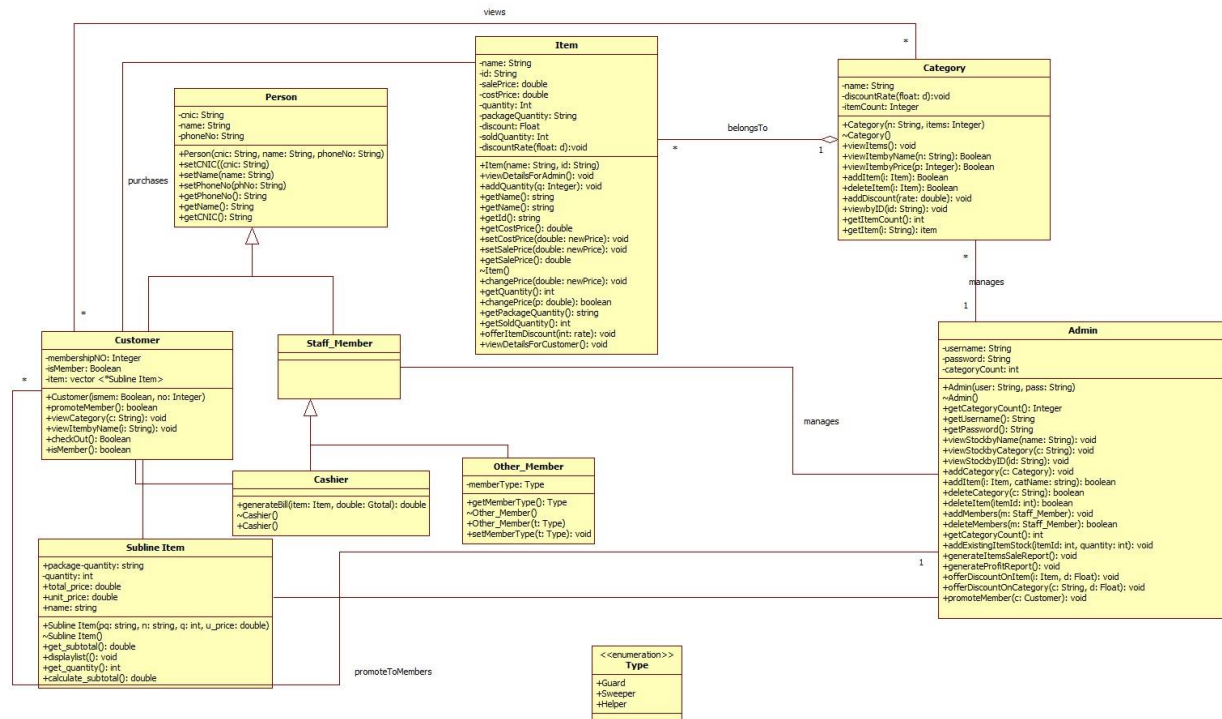 views
*
*
purchases
Person
-cnic: String
-name: String
-phoneNo: String
+Person(cnic: String, name: String, phoneNo: String)
+setCNIC((cnic: String)
+setName(name: String)
+setPhoneNo(phNo: String)
+getPhoneNo(): String
+getName(): String
+getCNIC(): String
Item
-name: String
-id: String
-salePrice: double
-costPrice: double
-quantity: Int
-packageQuantity: String
-discount: Float
-soldQuantity: Int
-discountRate(float: d):void
+Item(name: String, id: String)
+viewDetailsForAdmin(): void
+addQuantity(q: Integer): void
+getName(): string
+getName(): string
+getId(): string
+getCostPrice(): double
+setCostPrice(double: newPrice): void
+setSalePrice(double: newPrice): void
+getSalePrice(): double
~Item()
+changePrice(double: newPrice): void
+getQuantity(): int
+changePrice(p: double): boolean
+getPackageQuantity(): string
+getSoldQuantity(): int
+offerItemDiscount(int: rate): void
+viewDetailsForCustomer(): void
belongsTo
*
1
Category
-name: String
-discountRate(float: d):void
-itemCount: Integer
+Category(n: String, items: Integer)
~Category()
+viewItems(): void
+viewItembyName(n: String): Boolean
+viewItembyPrice(p: Integer): Boolean
+addItem(i: Item): Boolean
+deleteItem(i: Item): Boolean
+addDiscount(rate: double): void
+viewbyID(id: String): void
+getItemCount(): int
+getItem(i: String): item
*
manages
1
Customer
-membershipNO: Integer
-isMember: Boolean
-item: vector <*Subline Item>
+Customer(ismem: Boolean, no: Integer)
+promoteMember(): boolean
+viewCategory(c: String): void
+viewItembyName(i: String): void
+checkOut(): Boolean
+isMember(): boolean
*
Staff_Member
manages
Admin
-username: String
-password: String
-categoryCount: int
+Admin(user: String, pass: String)
~Admin()
+getCategoryCount(): Integer
+getUsername(): String
+getPassword(): String
+viewStockbyName(name: String): void
+viewStockbyCategory(c: String): void
+viewStockbyID(id: String): void
+addCategory(c: Category): void
+addItem(i: Item, catName: string): boolean
+deleteCategory(c: String): boolean
+deleteItem(itemId: int): boolean
+addMembers(m: Staff_Member): void
+deleteMembers(m: Staff_Member): boolean
+getCategoryCount(): int
+addExistingItemStock(itemId: int, quantity: int): void
+generateItemsSaleReport(): void
+generateProfitReport(): void
+offerDiscountOnItem(i: Item, d: Float): void
+offerDiscountOnCategory(c: String, d: Float): void
+promoteMember(c: Customer): void
Cashier
+generateBill(item: Item, double: Gtotal): double
~Cashier()
+Cashier()
Other_Member
-memberType: Type
+getMemberType(): Type
~Other_Member()
+Other_Member(t: Type)
+setMemberType(t: Type): void
Subline Item
+package-quantity: string
-quantity: int
+total_price: double
+unit_price: double
+name: string
+Subline Item(pq: string, n: string, q: int, u_price: double)
~Subline Item()
+get_subtotal(): double
+displaylist((): void
+get_quantity(): int
+calculate_subtotal(): double
1
promoteToMembers
<<enumeration>>
Type
+Guard
+Sweeper
+Helper